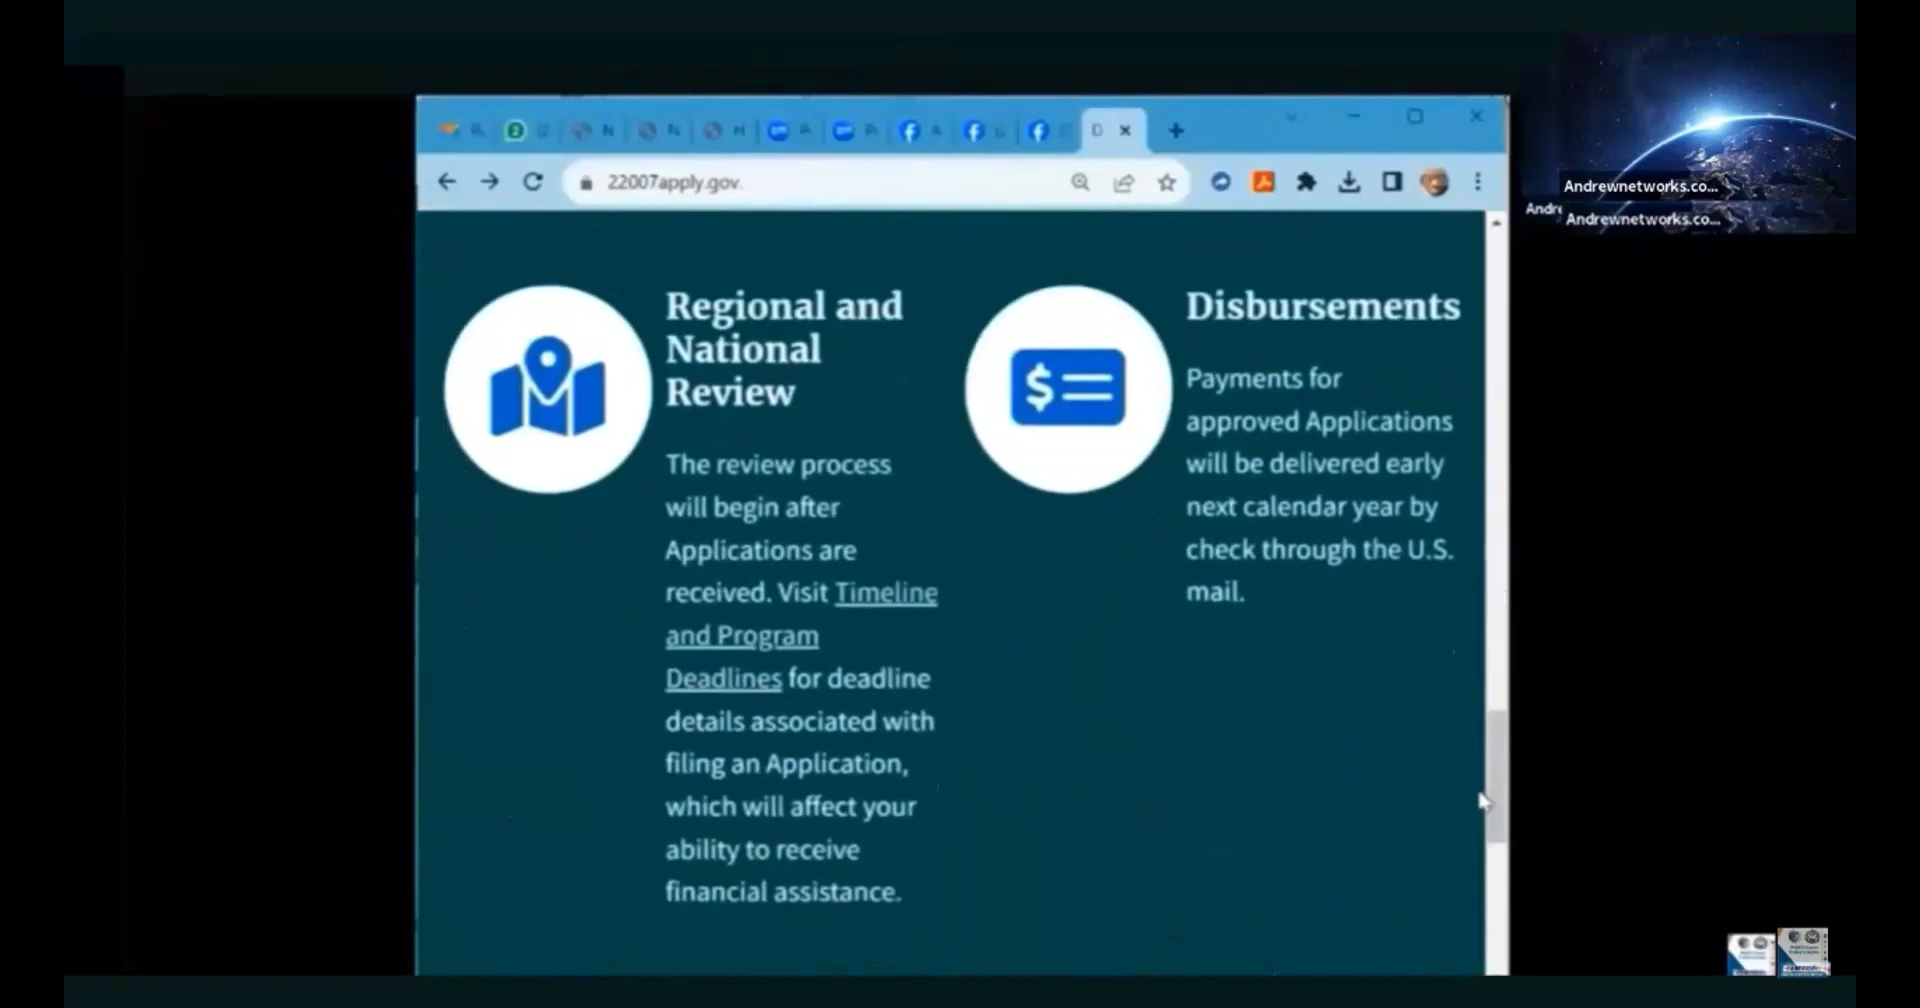 22007apply.gov.
Andrewnetworks.co...
Andre
Andrewnetworks.co...
Regional and
National
Review
The review process
will begin after
Applications are
received. Visit Timeline
and Program
Deadlines for deadline
details associated with
filing an Application,
which will affect your
ability to receive
financial assistance.
Disbursements
Payments for
approved Applications
will be delivered early
next calendar year by
check through the U.S.
mail.